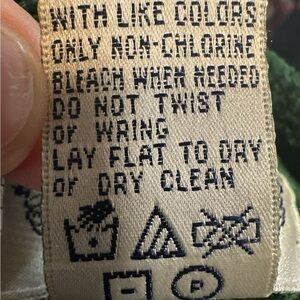 WITH LIKE COLORS
ONLY NON-CHLORINE
BLEACH WHEN NEEDED
DO NOT TWIST
OR WRING
LAY FLAT TO DRY
OR DRY CLEAN
P